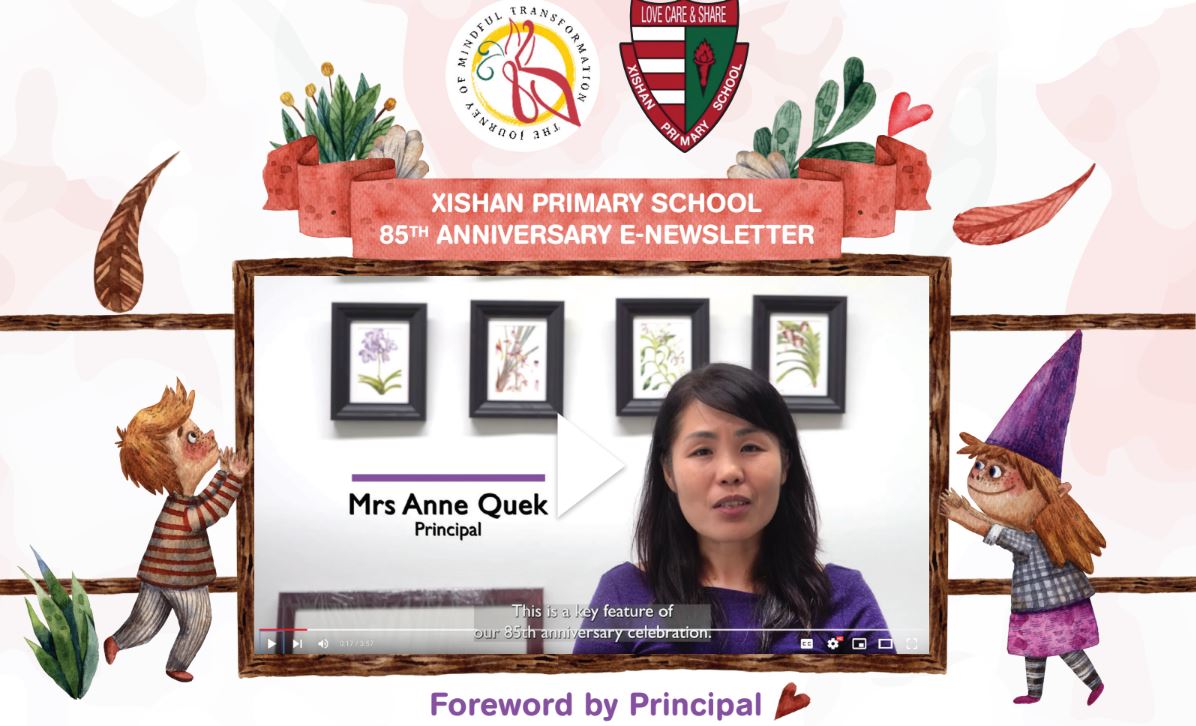 THE JOURNEY OF MINDFUL TRANSFORMATION
LOVE CARE & SHARE
XISHAN PRIMARY SCHOOL
XISHAN PRIMARY SCHOOL
85TH ANNIVERSARY E-NEWSLETTER
Mrs Anne Quek
Principal
This is a key feature of
our 85th anniversary celebration.
0:17 / 3:57
CC
Foreword by Principal